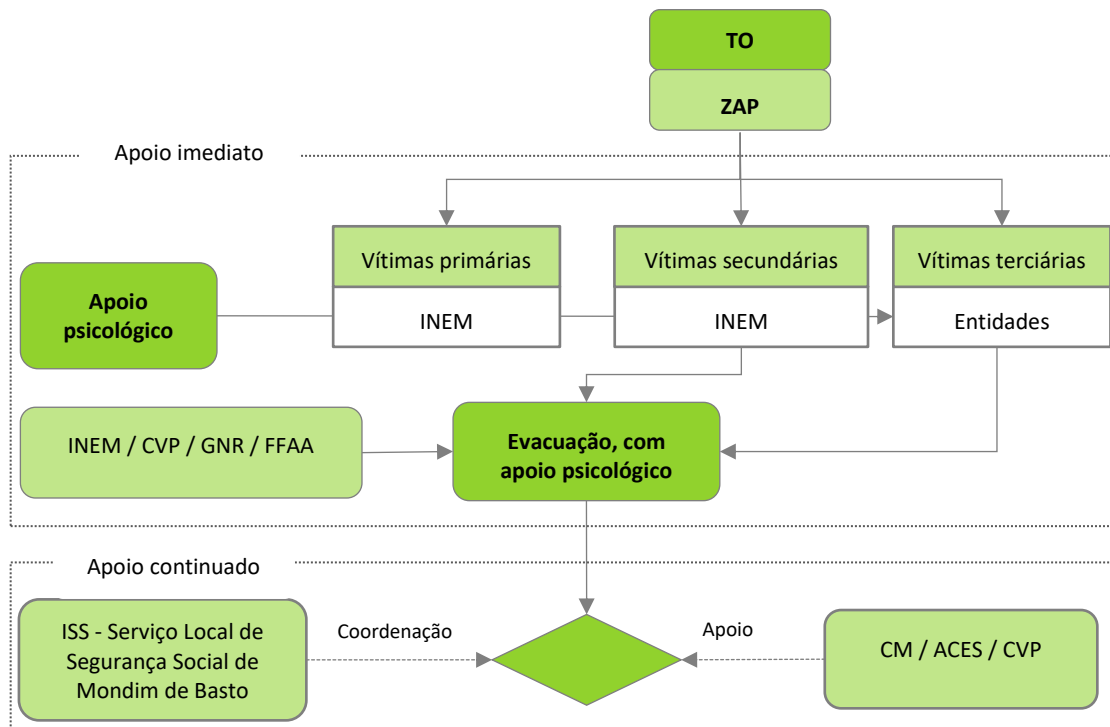 TO
ZAP
Apoio imediato
Vítimas primárias
Vítimas secundárias
Vítimas terciárias
Apoio
psicológico
INEM
INEM
Entidades
INEM / CVP / GNR / FFAA
Evacuação, com
apoio psicológico
Apoio continuado
ISS - Serviço Local de
Segurança Social de
Mondim de Basto
Coordenação
Apoio
CM / ACES / CVP